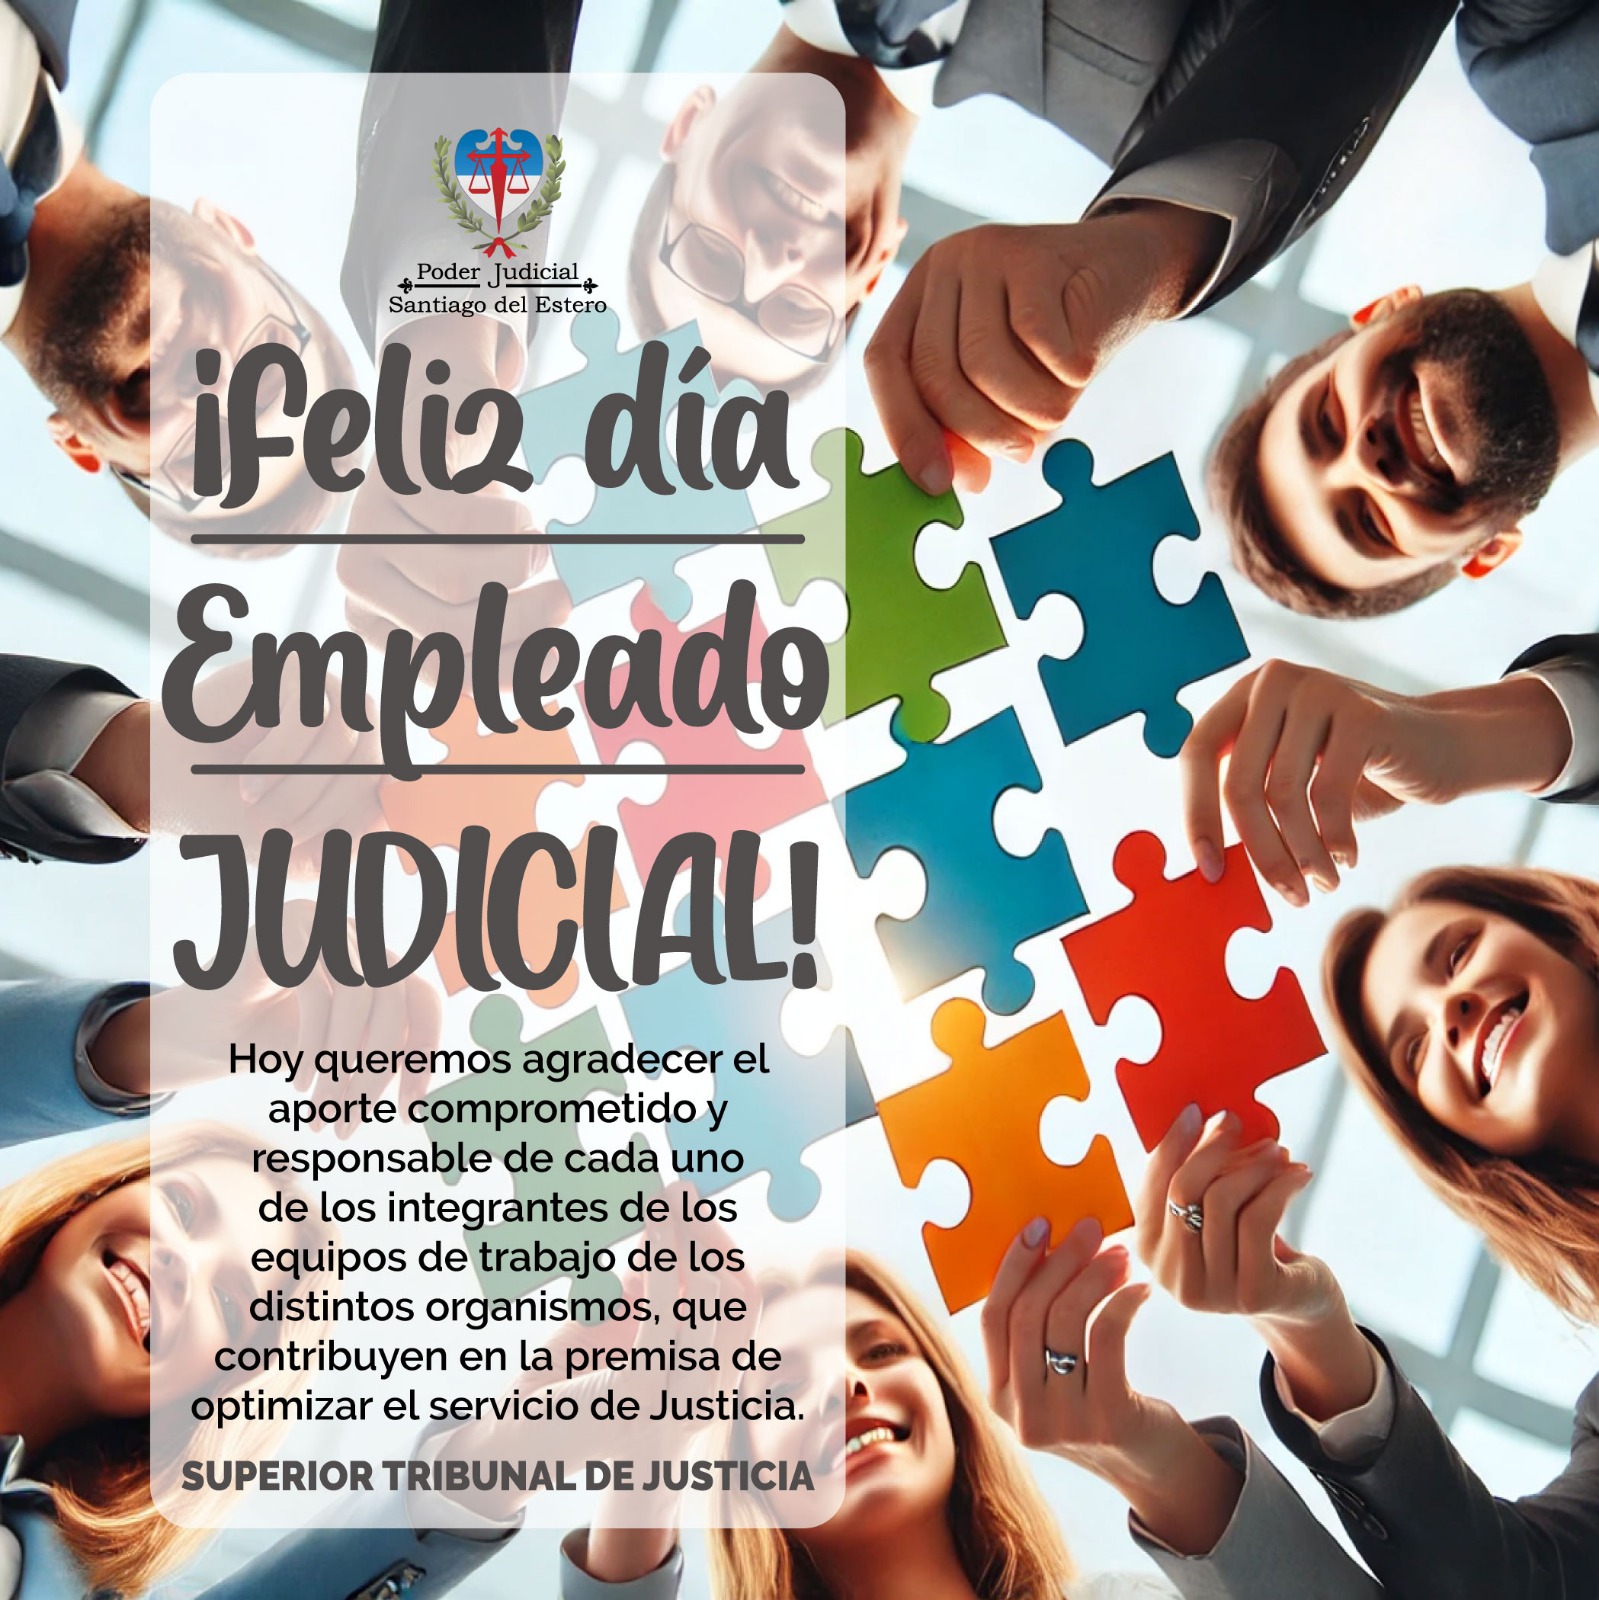 Poder Judicial
Santiago del Estero
¡feliz día
Empleado
JUDICIAL!
Hoy queremos agradecer el
aporte comprometido y
responsable de cada uno
de los integrantes de los
equipos de trabajo de los
distintos organismos, que
contribuyen en la premisa de
optimizar el servicio de Justicia.
SUPERIOR TRIBUNAL DE JUSTICIA